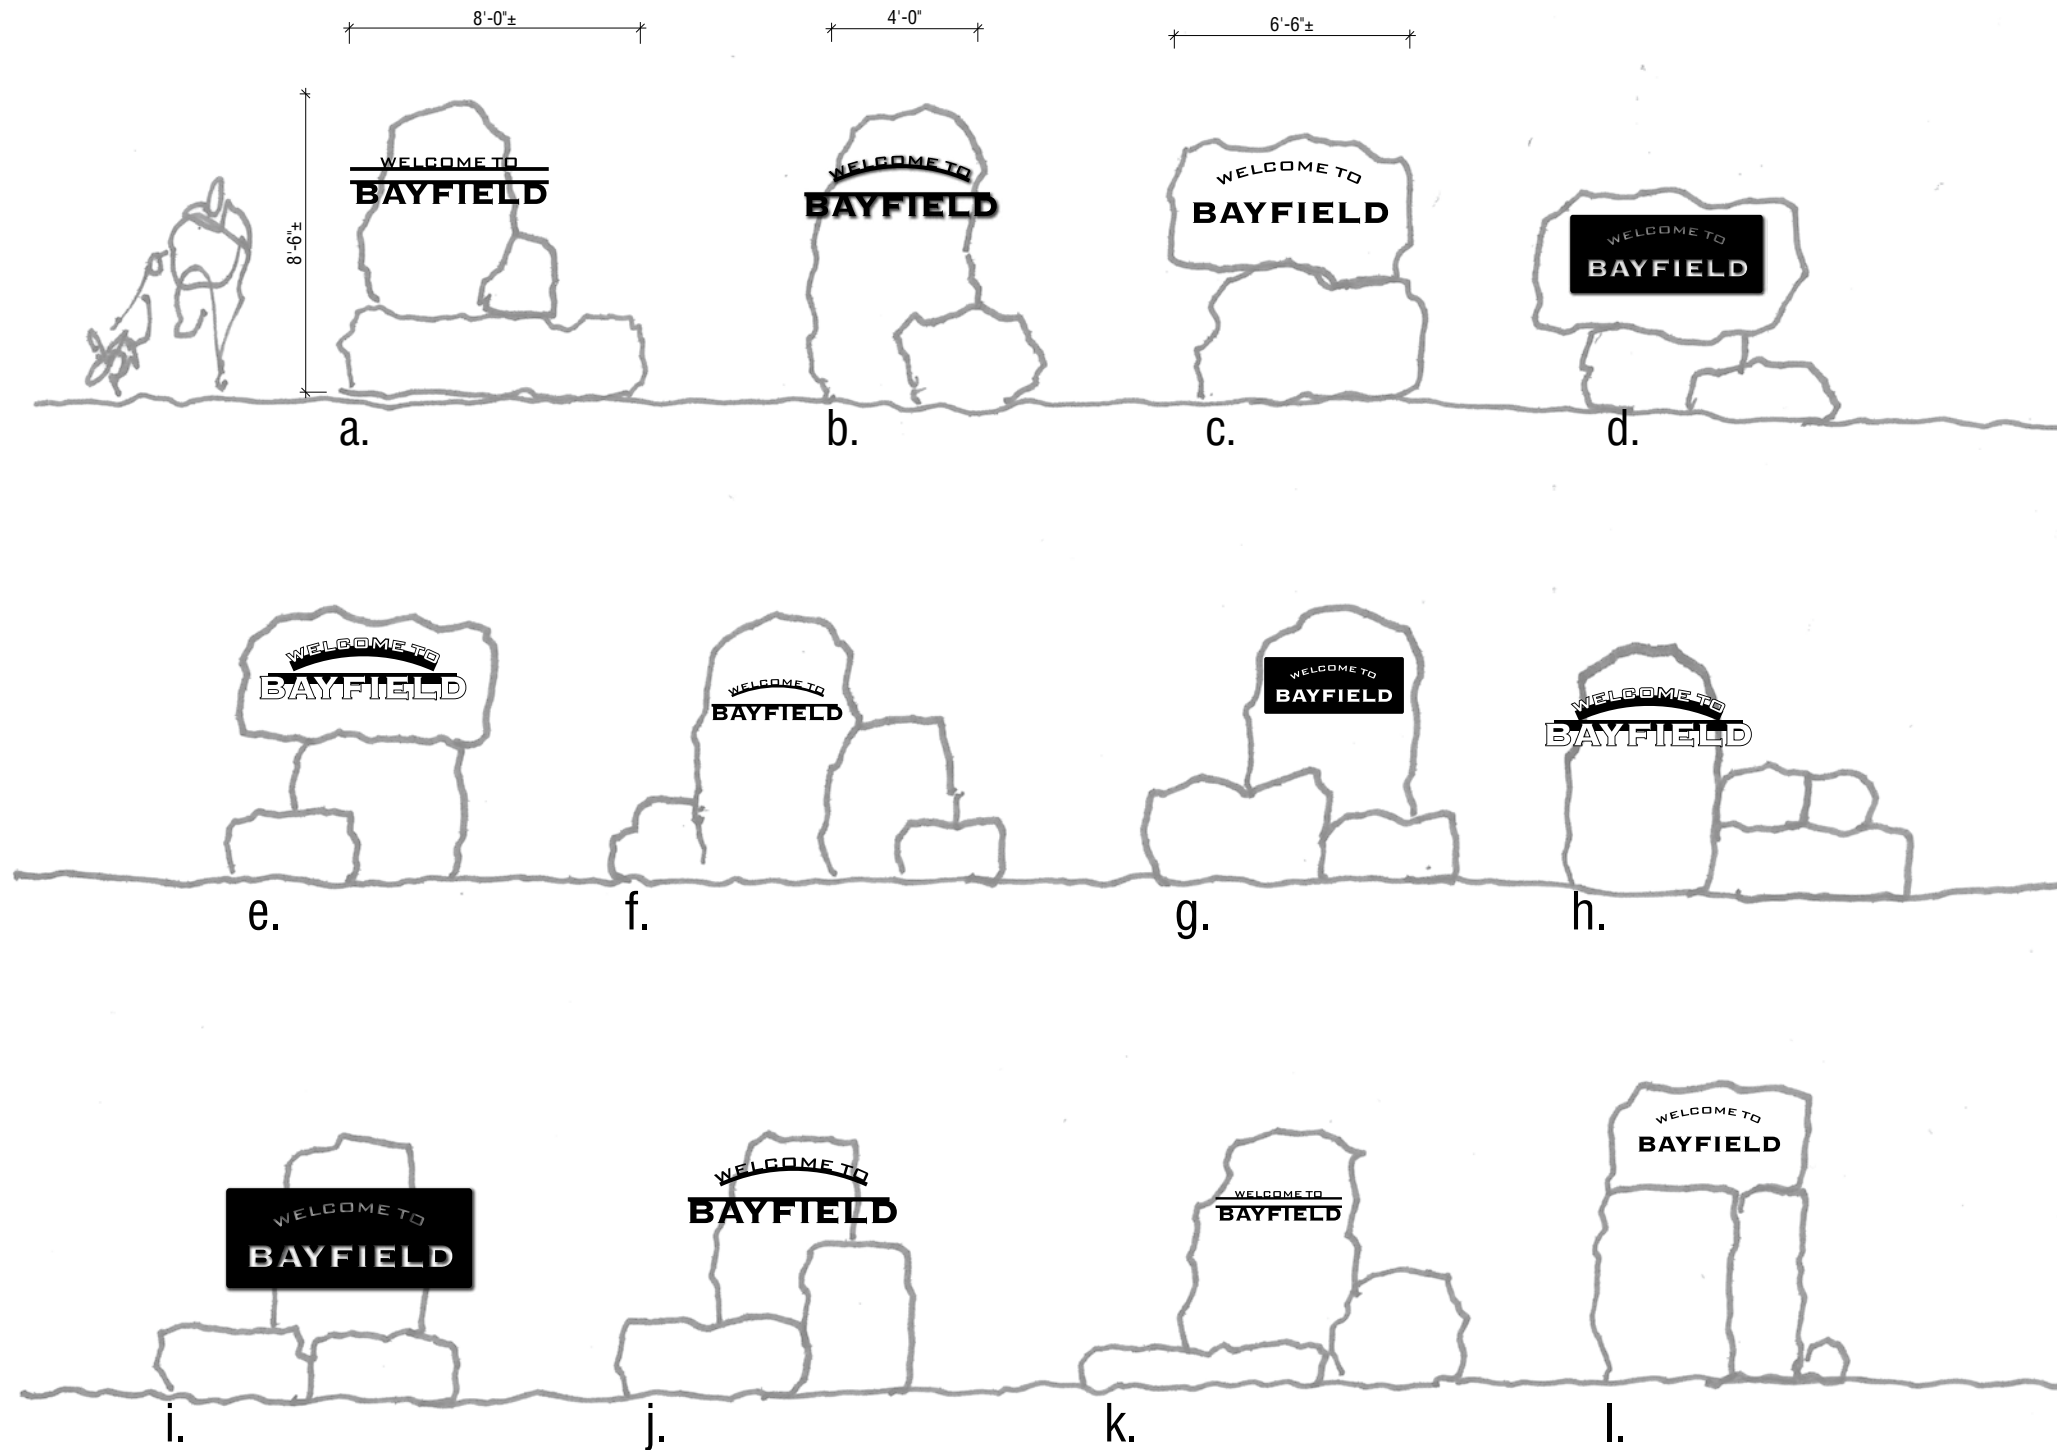 8'-0"±
4'-0"
6'-6"±
8'-6"±
WELCOME TO
BAYFIELD
WELCOME TO
BAYFIELD
WELCOME TO
BAYFIELD
WELCOME TO
BAYFIELD
a.
b.
c.
d.
WELCOME TO
BAYFIELD
WELCOME TO
BAYFIELD
WELCOME TO
BAYFIELD
WELCOME TO
BAYFIELD
e.
f.
g.
h.
WELCOME TO
BAYFIELD
WELCOME TO
BAYFIELD
WELCOME TO
BAYFIELD
WELCOME TO
BAYFIELD
i.
j.
k.
l.